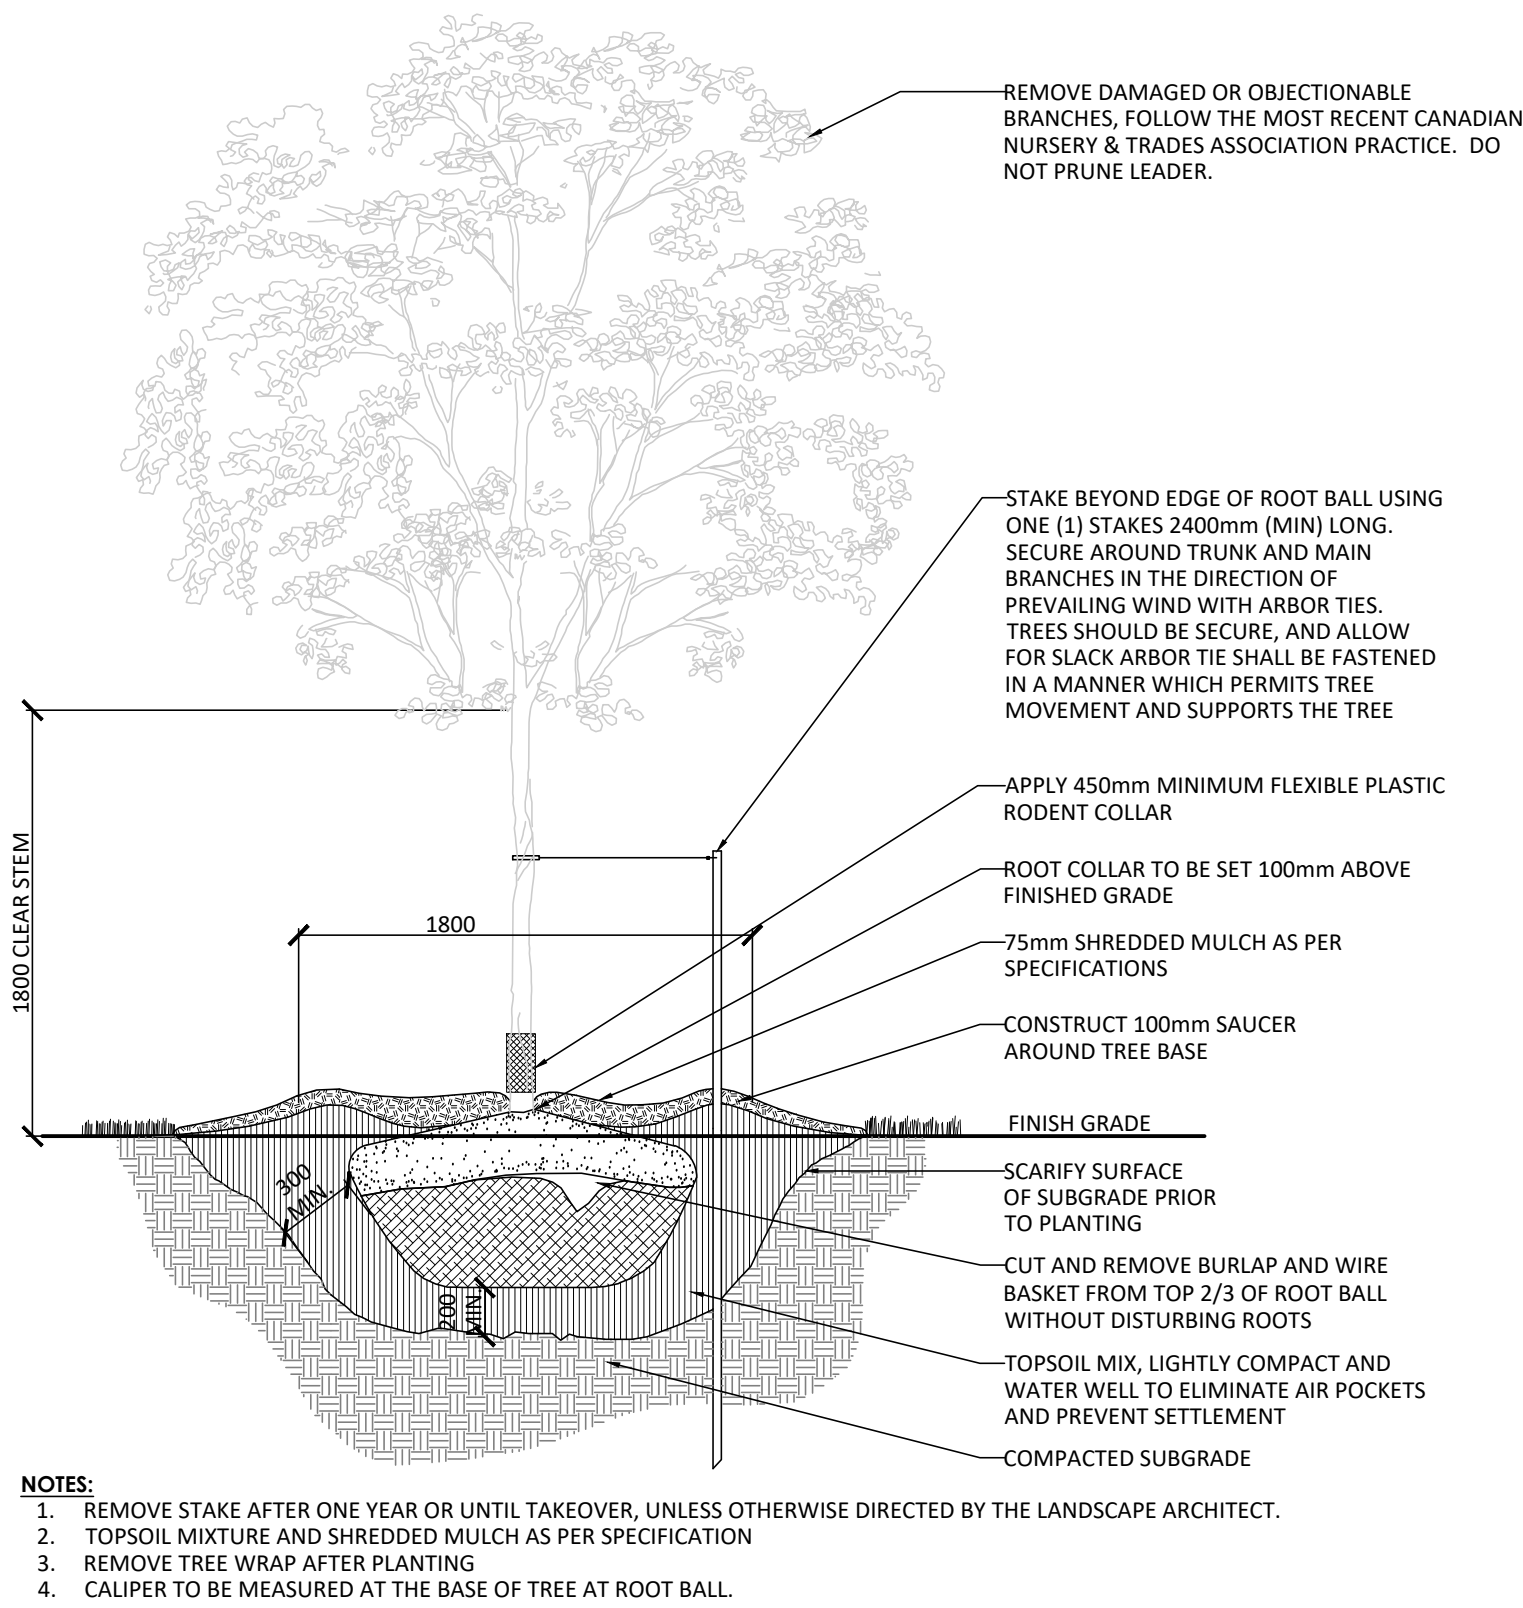 REMOVE DAMAGED OR OBJECTIONABLE
BRANCHES, FOLLOW THE MOST RECENT CANADIAN
NURSERY & TRADES ASSOCIATION PRACTICE.  DO
NOT PRUNE LEADER.
STAKE BEYOND EDGE OF ROOT BALL USING
ONE (1) STAKES 2400mm (MIN) LONG.
SECURE AROUND TRUNK AND MAIN
BRANCHES IN THE DIRECTION OF
PREVAILING WIND WITH ARBOR TIES.
TREES SHOULD BE SECURE, AND ALLOW
FOR SLACK ARBOR TIE SHALL BE FASTENED
IN A MANNER WHICH PERMITS TREE
MOVEMENT AND SUPPORTS THE TREE
APPLY 450mm MINIMUM FLEXIBLE PLASTIC
RODENT COLLAR
1800 CLEAR STEM
ROOT COLLAR TO BE SET 100mm ABOVE
FINISHED GRADE
1800
75mm SHREDDED MULCH AS PER
SPECIFICATIONS
CONSTRUCT 100mm SAUCER
AROUND TREE BASE
FINISH GRADE
SCARIFY SURFACE
OF SUBGRADE PRIOR
TO PLANTING
300
MIN.
CUT AND REMOVE BURLAP AND WIRE
BASKET FROM TOP 2/3 OF ROOT BALL
WITHOUT DISTURBING ROOTS
200
MIN.
TOPSOIL MIX, LIGHTLY COMPACT AND
WATER WELL TO ELIMINATE AIR POCKETS
AND PREVENT SETTLEMENT
COMPACTED SUBGRADE
NOTES:
1. REMOVE STAKE AFTER ONE YEAR OR UNTIL TAKEOVER, UNLESS OTHERWISE DIRECTED BY THE LANDSCAPE ARCHITECT.
2. TOPSOIL MIXTURE AND SHREDDED MULCH AS PER SPECIFICATION
3. REMOVE TREE WRAP AFTER PLANTING
4. CALIPER TO BE MEASURED AT THE BASE OF TREE AT ROOT BALL.